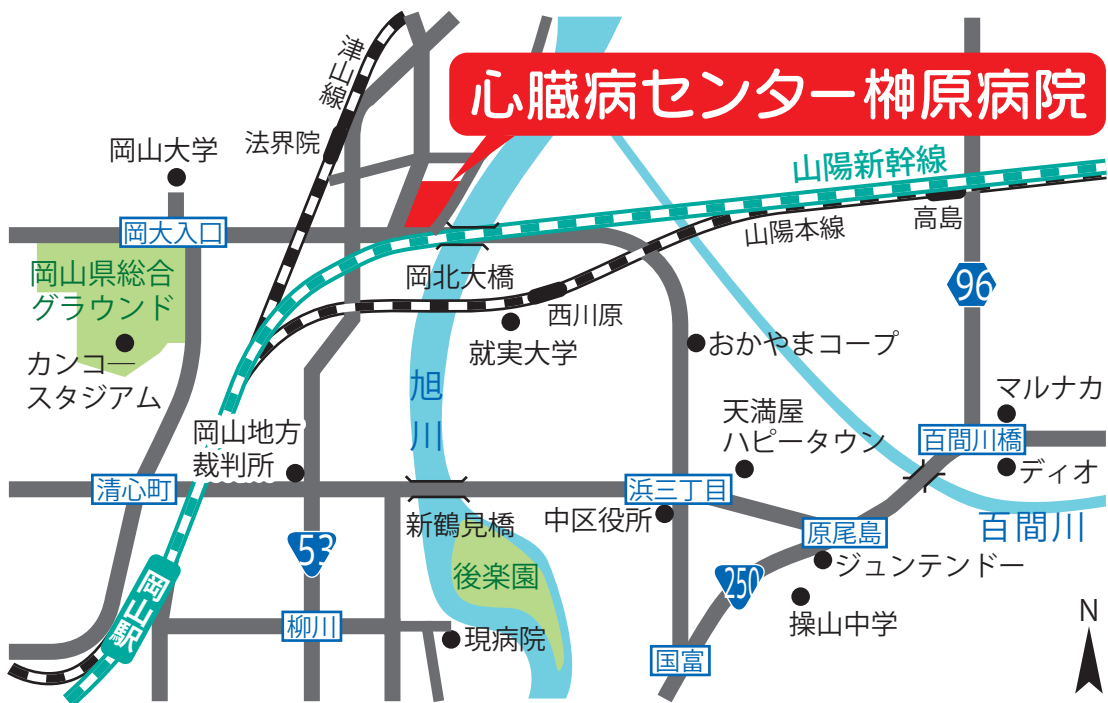 心臓病センター榊原病院
津山線
法界院
岡山大学
山陽新幹線
岡大入口
高島
山陽本線
岡山県総合
グラウンド
岡北大橋
96
西川原
就実大学
カンコー
スタジアム
おかやまコープ
旭川
マルナカ
天満屋
ハピータウン
岡山地方
裁判所
百間川橋
ディオ
清心町
浜三丁目
新鶴見橋
中区役所
原尾島
百間川
53
後楽園
ジュンテンドー
250
岡山駅
操山中学
柳川
現病院
国富
N